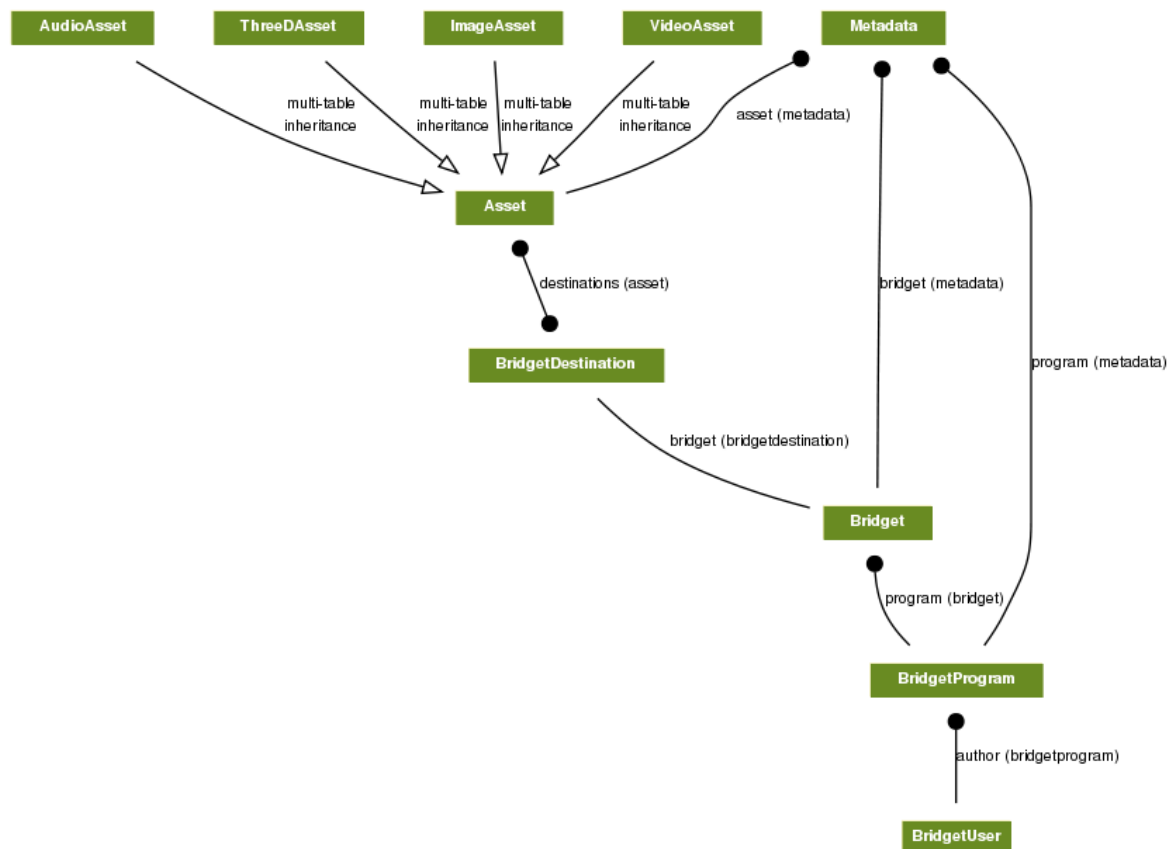 AudioAsset
ThreeDAsset
ImageAsset
VideoAsset
Metadata
multi-table
inheritance
multi-table
inheritance
multi-table
inheritance
multi-table
inheritance
asset (metadata)
Asset
destinations (asset)
bridget (metadata)
BridgetDestination
program (metadata)
bridget (bridgetdestination)
Bridget
program (bridget)
BridgetProgram
author (bridgetprogram)
BridgetUser